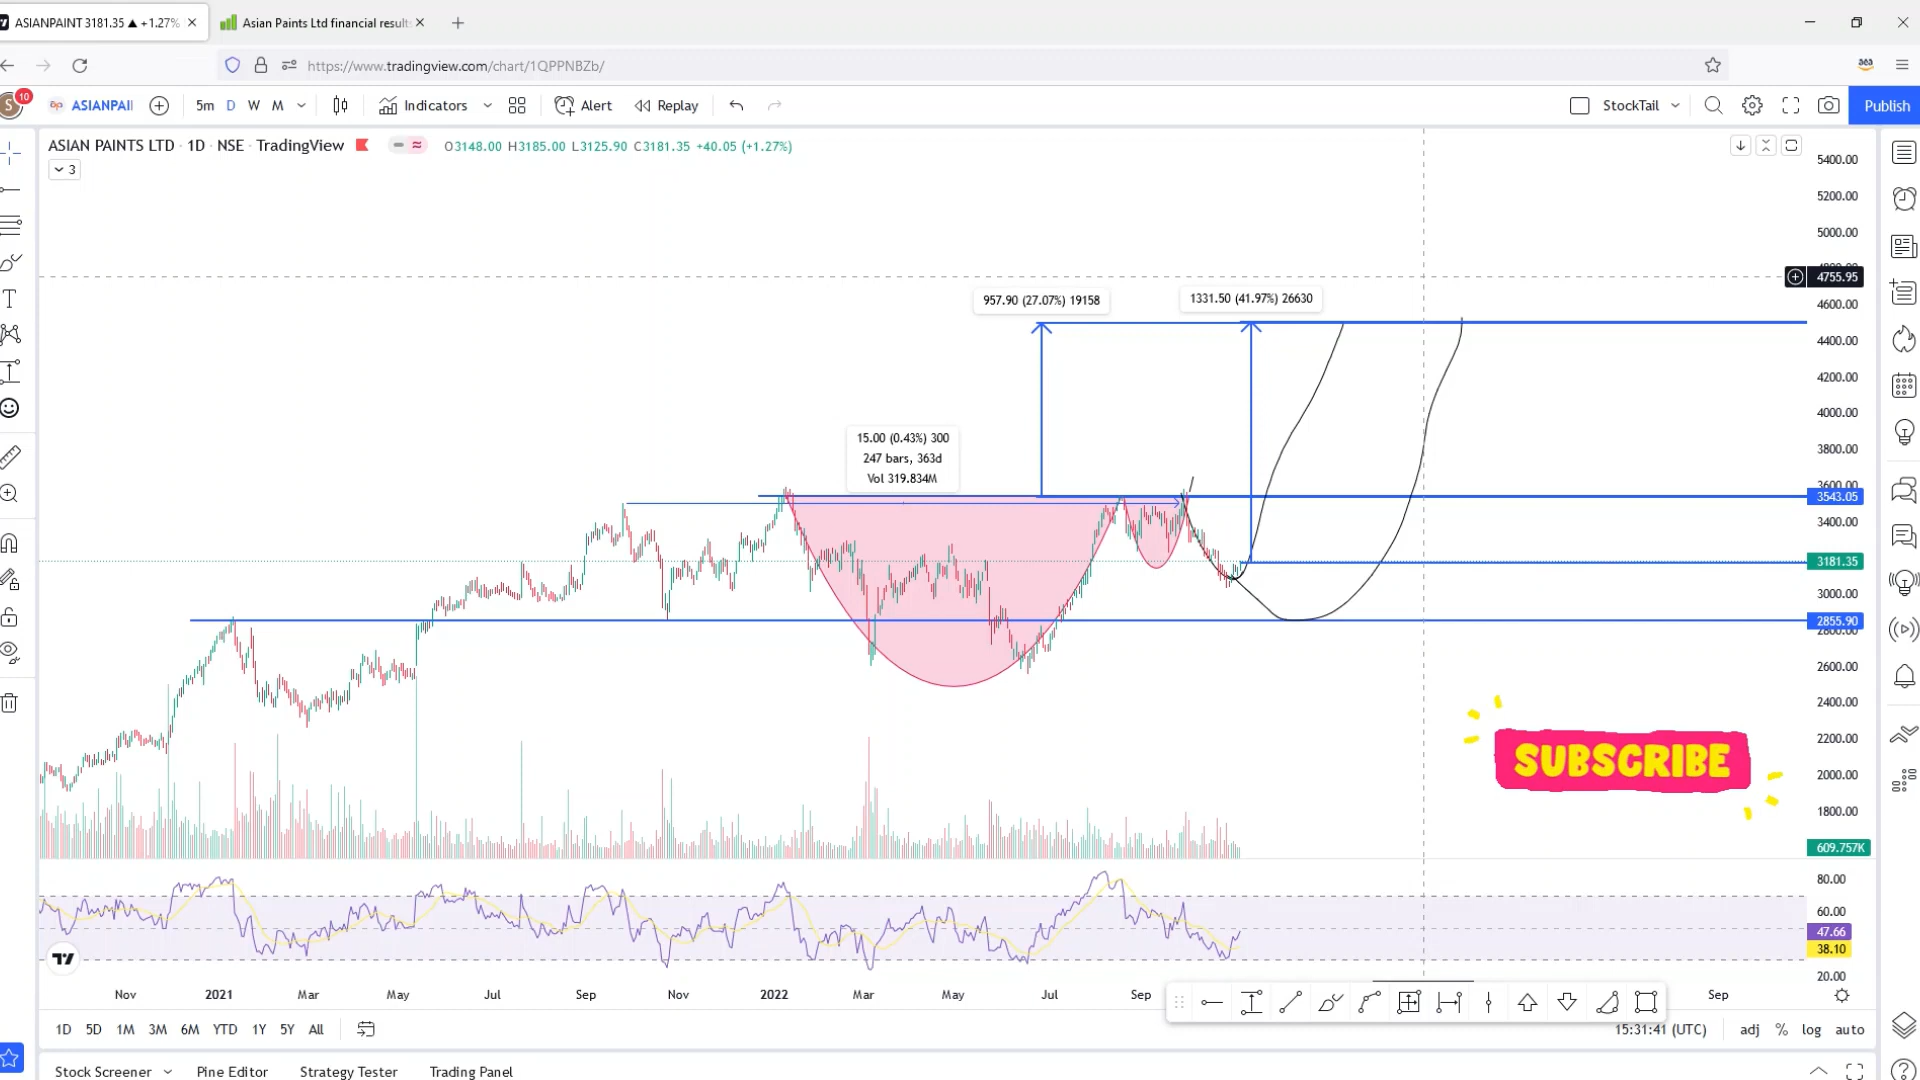 ASIANPAINT 3181.35 ▲ +1.27%
Asian Paints Ltd financial result
https://www.tradingview.com/chart/1QPPNBZb/
S
10
ASIANPAI
5m D W M
Indicators
Alert
Replay
StockTail
Publish
ASIAN PAINTS LTD · 1D · NSE · TradingView
O3148.00 H3185.00 L3125.90 C3181.35 +40.05 (+1.27%)
3
5400.00
5200.00
5000.00
4755.95
4600.00
4400.00
4200.00
4000.00
3800.00
3600.00
3543.05
3400.00
3181.35
3000.00
2855.90
2800.00
2600.00
2400.00
2200.00
2000.00
1800.00
609.757K
957.90 (27.07%) 19158
1331.50 (41.97%) 26630
15.00 (0.43%) 300
247 bars, 363d
Vol 319.834M
SUBSCRIBE
80.00
60.00
47.66
38.10
20.00
Nov 2021 Mar May Jul Sep Nov 2022 Mar May Jul Sep Sep
1D 5D 1M 3M 6M YTD 1Y 5Y All
15:31:41 (UTC) adj % log auto
Stock Screener Pine Editor Strategy Tester Trading Panel